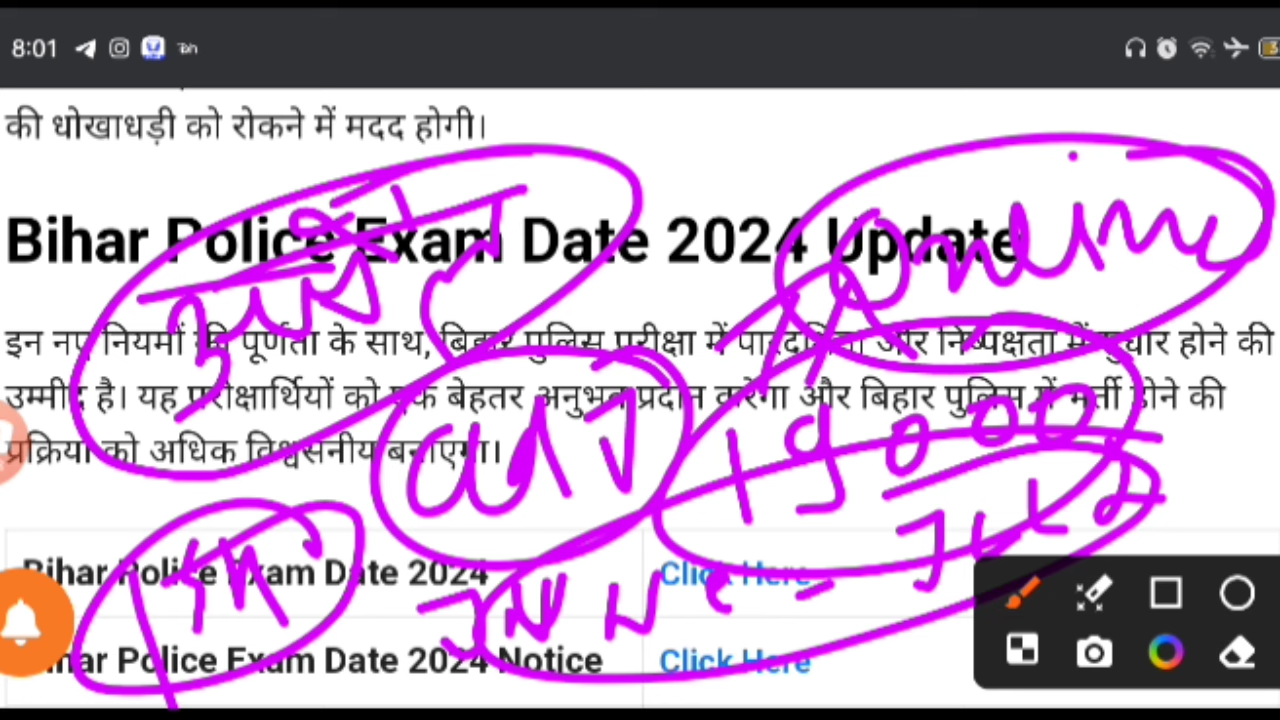 8:01
की धोखाधड़ी को रोकने में मदद होगी।
Bihar Police Exam Date 2024 Update
Online
इन नए नियमों की पूर्णता के साथ, बिहार पुलिस परीक्षा में पारदर्शिता और निष्पक्षता में सुधार होने की
उम्मीद है। यह परीक्षार्थियों को एक बेहतर अनुभव प्रदान करेगा और बिहार पुलिस में भर्ती होने की
प्रक्रिया को अधिक विश्वसनीय बनाएगा।
19000
Bihar Police Exam Date 2024 Click Here
Bihar Police Exam Date 2024 Notice Click Here